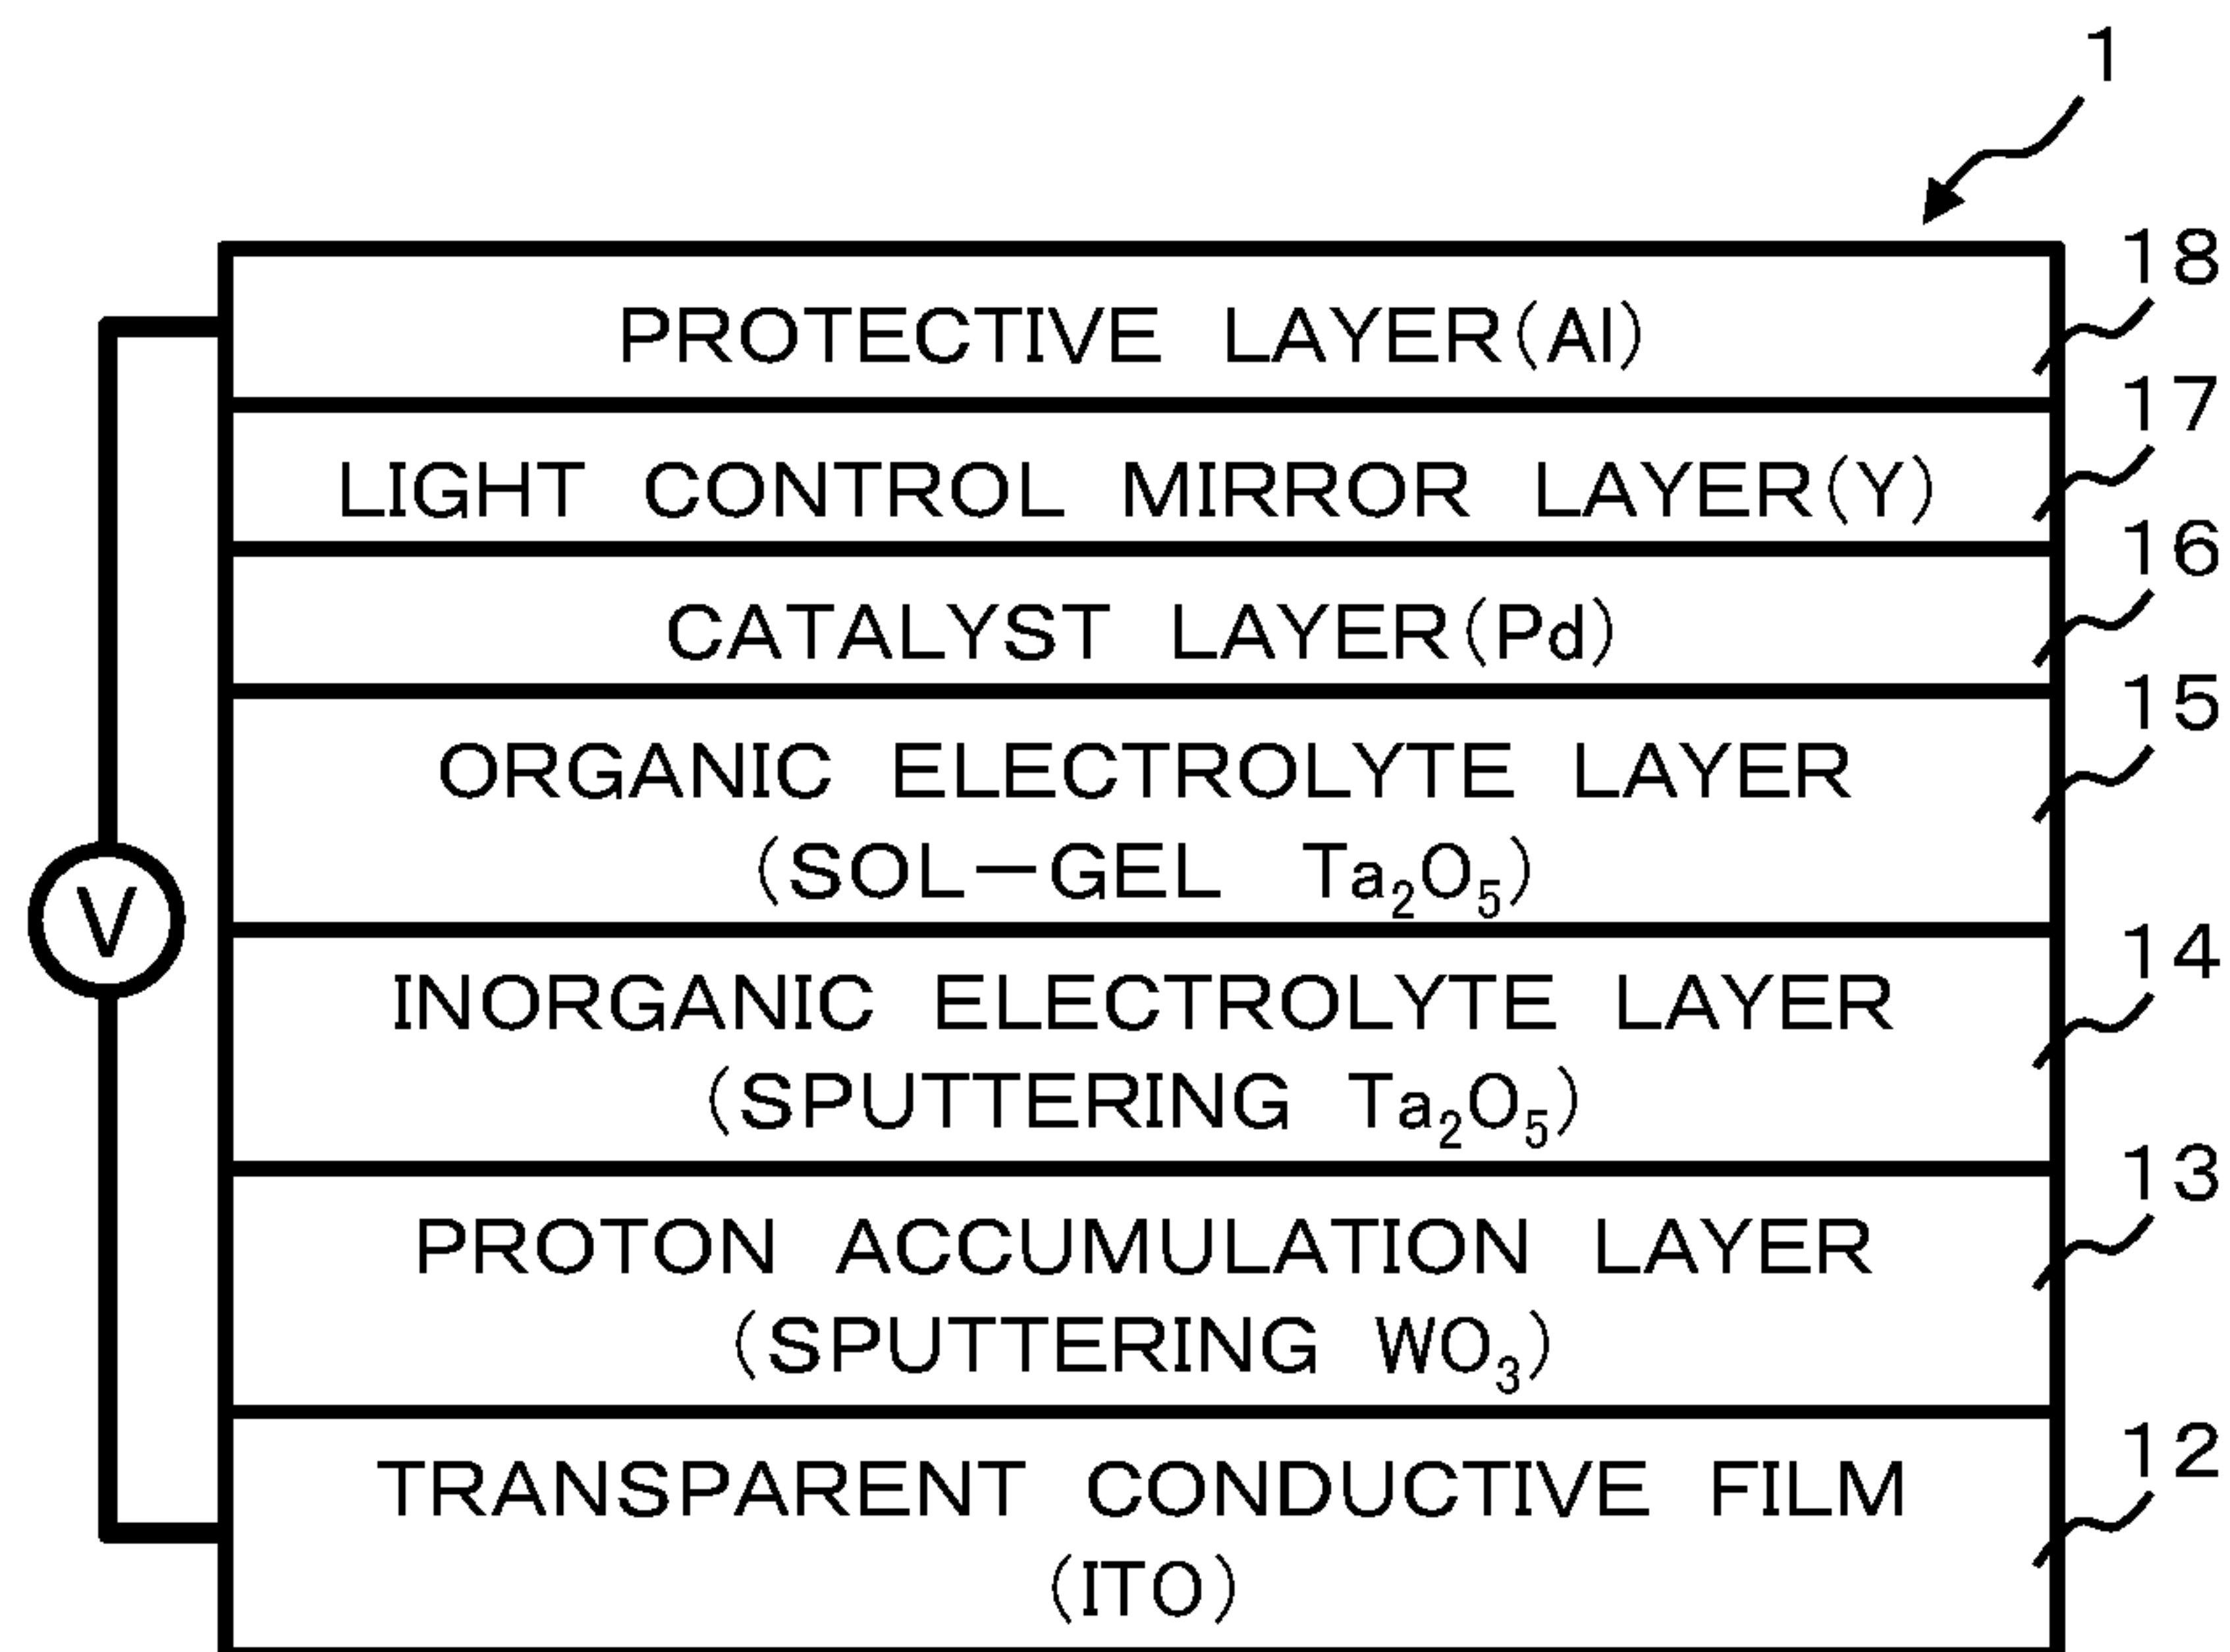 1
18
PROTECTIVE LAYER(Al)
17
LIGHT CONTROL MIRROR LAYER(Y)
16
CATALYST LAYER(Pd)
15
ORGANIC ELECTROLYTE LAYER
(SOL-GEL Ta₂O₅)
14
INORGANIC ELECTROLYTE LAYER
(SPUTTERING Ta₂O₅)
V
13
PROTON ACCUMULATION LAYER
(SPUTTERING WO₃)
12
TRANSPARENT CONDUCTIVE FILM
(ITO)